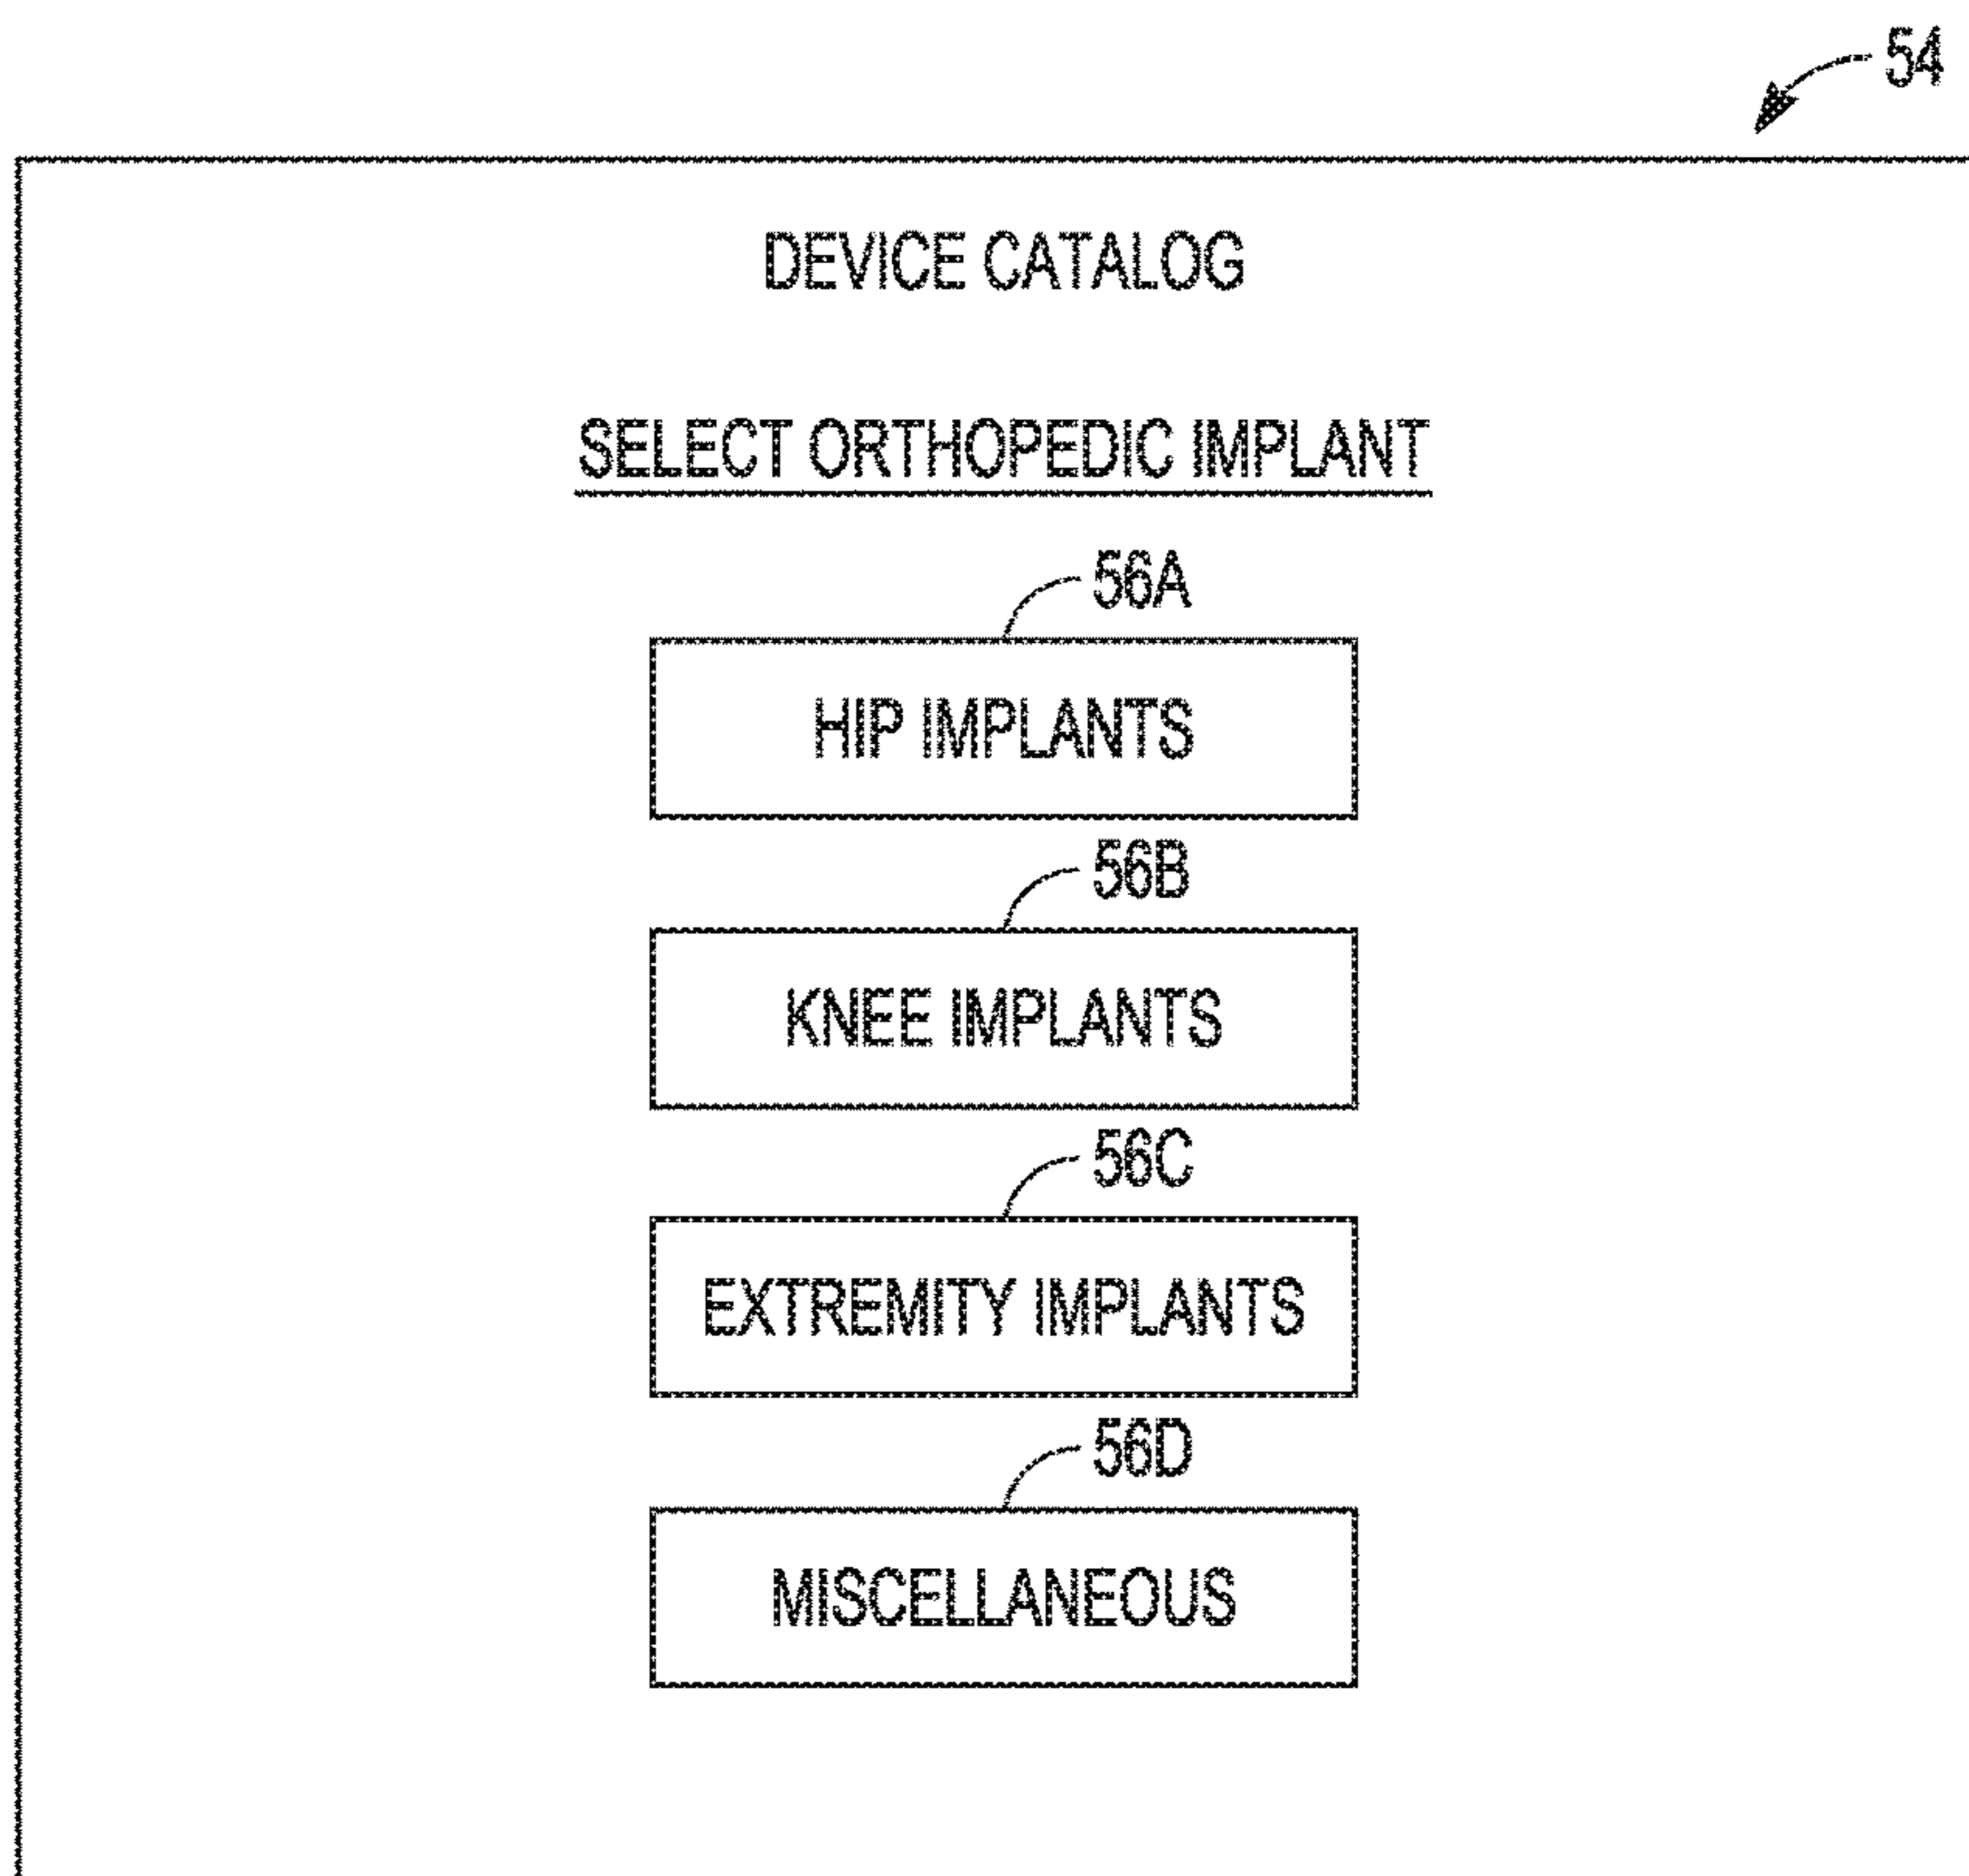 54
DEVICE CATALOG
SELECT ORTHOPEDIC IMPLANT
56A
HIP IMPLANTS
56B
KNEE IMPLANTS
56C
EXTREMITY IMPLANTS
56D
MISCELLANEOUS